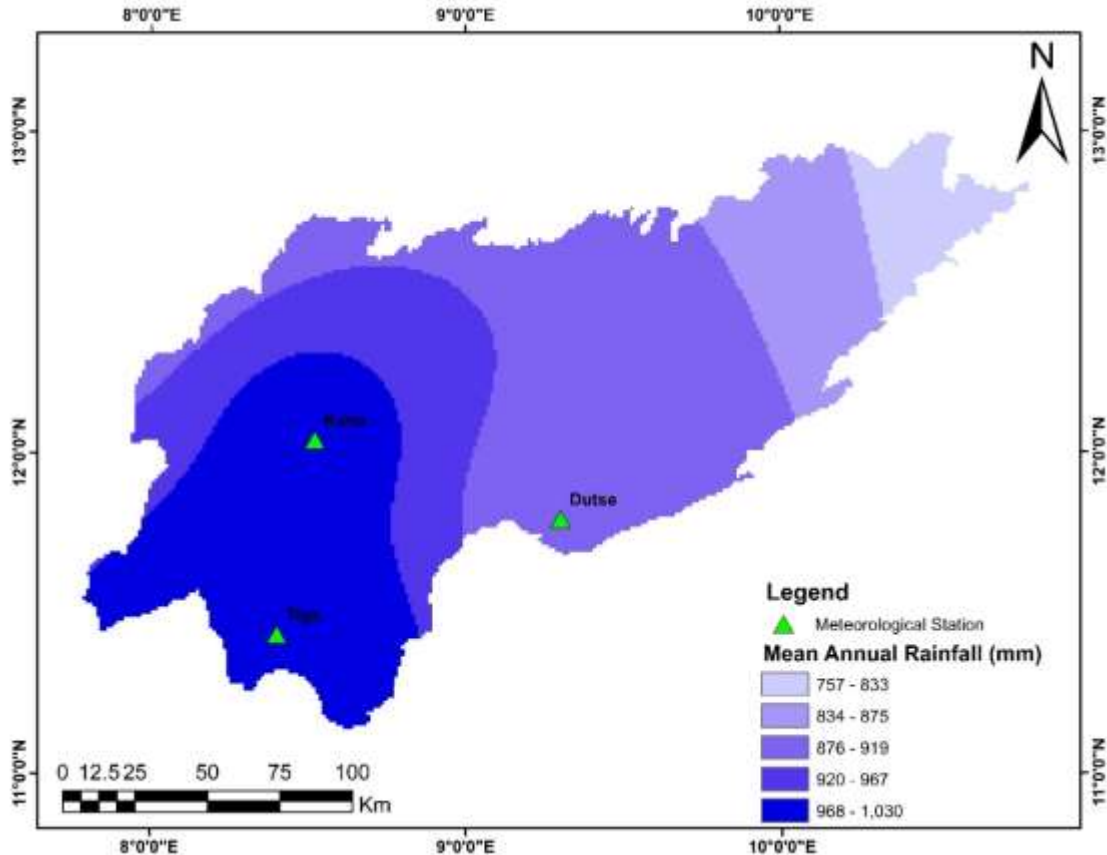 8°0'0"E 9°0'0"E 10°0'0"E
N
13°0'0"N 13°0'0"N
12°0'0"N 12°0'0"N
Dutse
Legend
Meteorological Station
Mean Annual Rainfall (mm)
757 - 833
834 - 875
876 - 919
920 - 967
968 - 1,030
0 12.5 25 50 75 100
Km
11°0'0"N 11°0'0"N
8°0'0"E 9°0'0"E 10°0'0"E